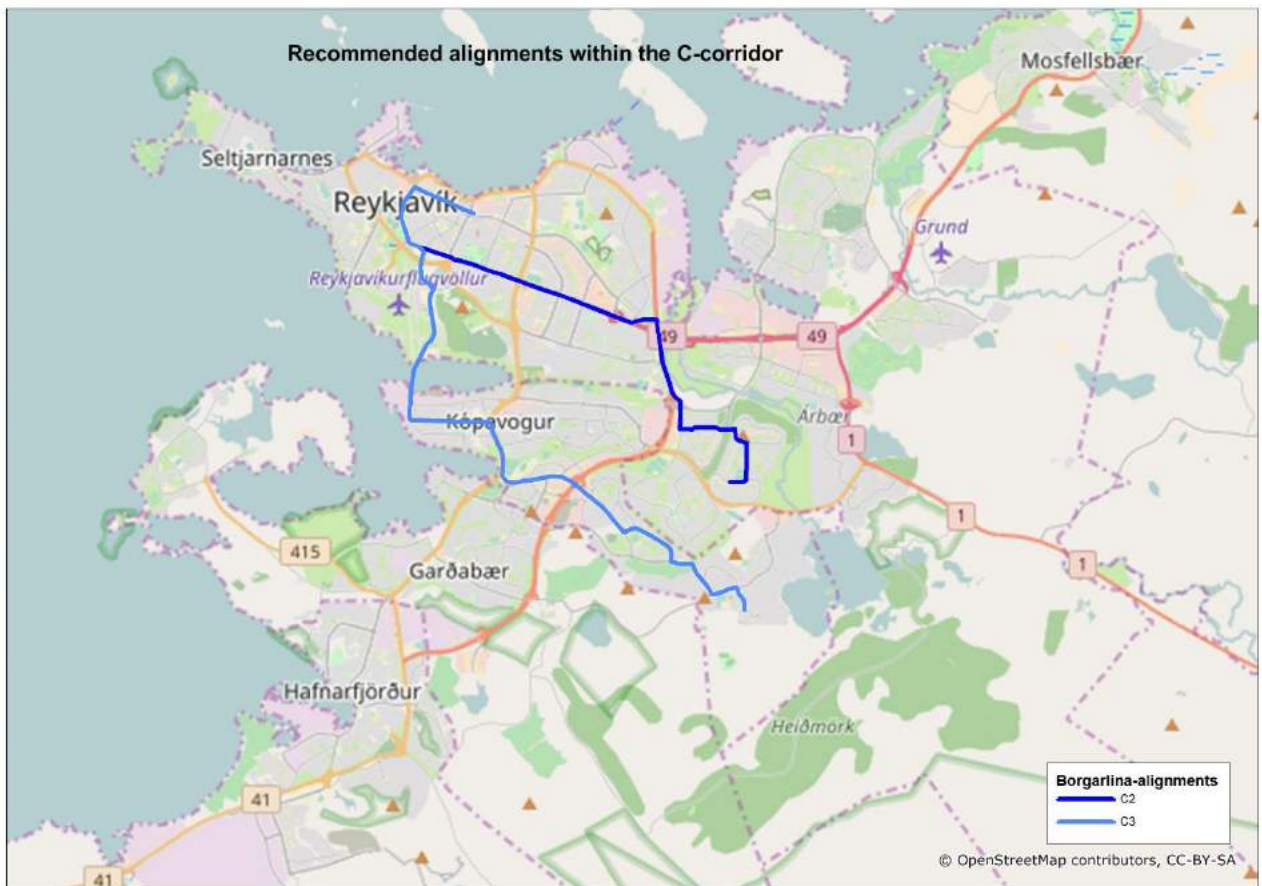 Recommended alignments within the C-corridor
Mosfellsbær
Seltjarnarnes
Reykjavík
Grund
Reykjavíkurflugvöllur
49
49
Kópavogur
Árbær
1
1
415
Garðabær
1
Hafnarfjörður
Heiðmörk
Borgarlina-alignments
C2
C3
41
© OpenStreetMap contributors, CC-BY-SA
41